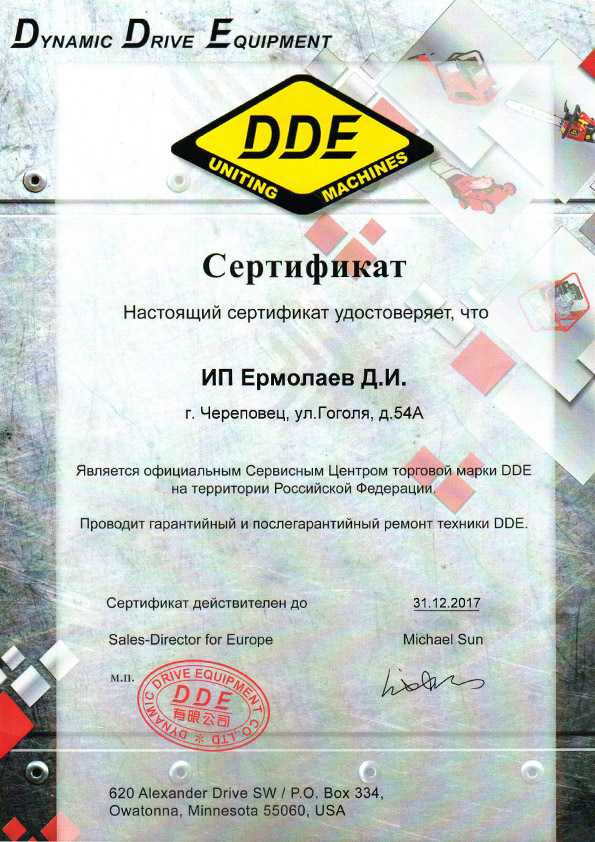 DYNAMIC DRIVE EQUIPMENT
DDE
UNITING MACHINES
Сертификат
Настоящий сертификат удостоверяет, что
ИП Ермолаев Д.И.
г. Череповец, ул.Гоголя, д.54А
Является официальным Сервисным Центром торговой марки DDE
на территории Российской Федерации.
Проводит гарантийный и послегарантийный ремонт техники DDE.
Сертификат действителен до 31.12.2017
Sales-Director for Europe Michael Sun
М.П.
DYNAMIC DRIVE EQUIPMENT CO.,LTD
DDE
有限公司
620 Alexander Drive SW / P.O. Box 334,
Owatonna, Minnesota 55060, USA